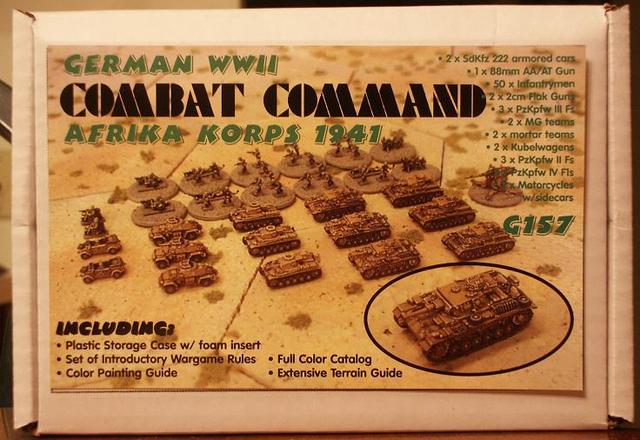 GERMAN WWII
COMBAT COMMAND
AFRIKA KORPS 1941
• 2 x SdKfz 222 armored cars
• 1 x 88mm AA/AT Gun
• 50 x Infantrymen
2 x 2cm Flak Guns
• 3 x PzKpfw III Fs
• 2 x MG teams
• 2 x mortar teams
• 2 x Kubelwagens
• 3 x PzKpfw II Fs
PzKpfw IV F1s
x Motorcycles
w/sidecars
G157
INCLUDING:
• Plastic Storage Case w/ foam insert
• Set of Introductory Wargame Rules
• Color Painting Guide
• Full Color Catalog
• Extensive Terrain Guide